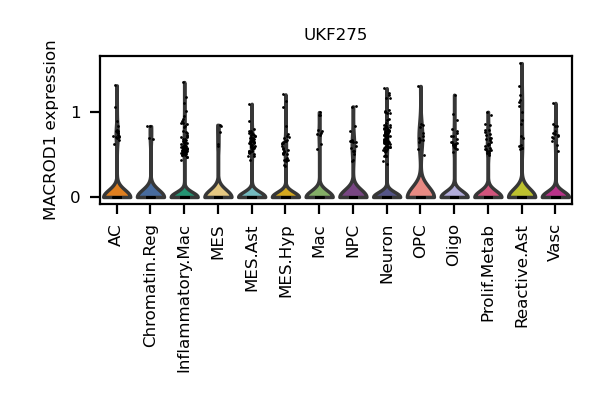 UKF275
MACROD1 expression
1
0
AC
Chromatin.Reg
Inflammatory.Mac
MES
MES.Ast
MES.Hyp
Mac
NPC
Neuron
OPC
Oligo
Prolif.Metab
Reactive.Ast
Vasc